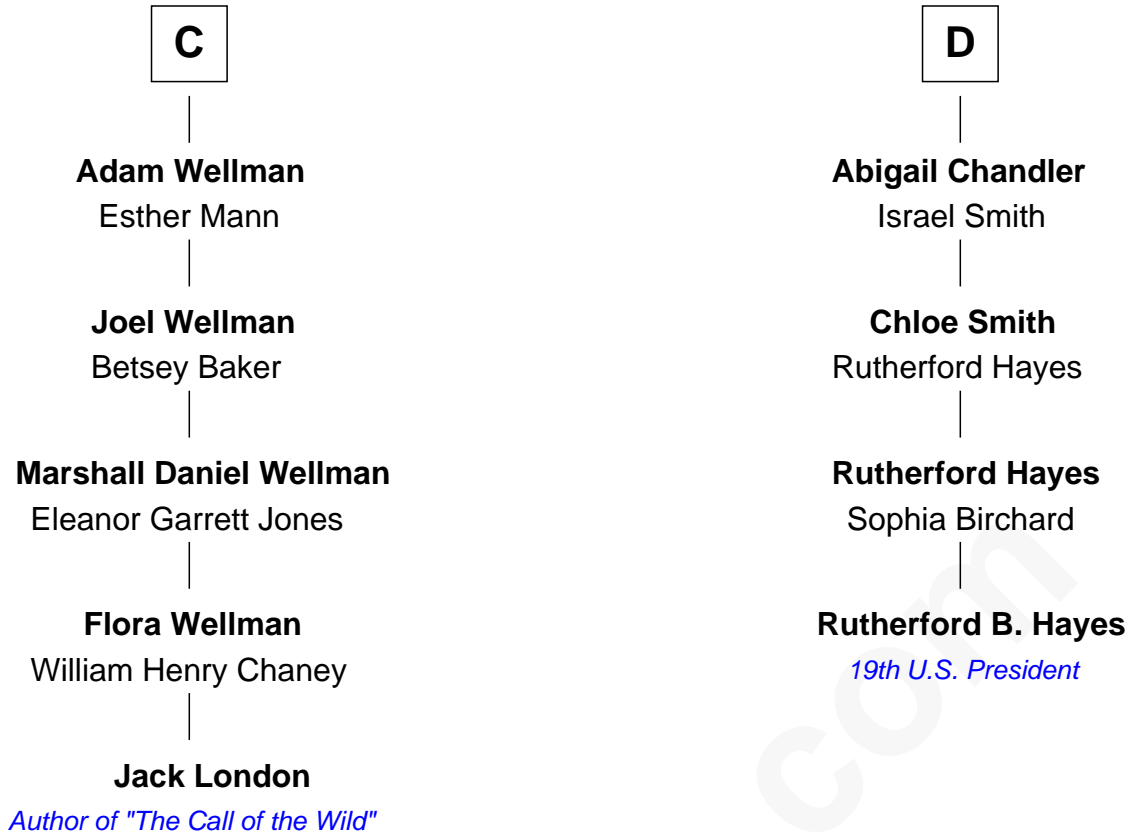 C
Adam Wellman
Esther Mann
Joel Wellman
Betsey Baker
Marshall Daniel Wellman
Eleanor Garrett Jones
Flora Wellman
William Henry Chaney
Jack London
Author of "The Call of the Wild"
D
Abigail Chandler
Israel Smith
Chloe Smith
Rutherford Hayes
Rutherford Hayes
Sophia Birchard
Rutherford B. Hayes
19th U.S. President
com